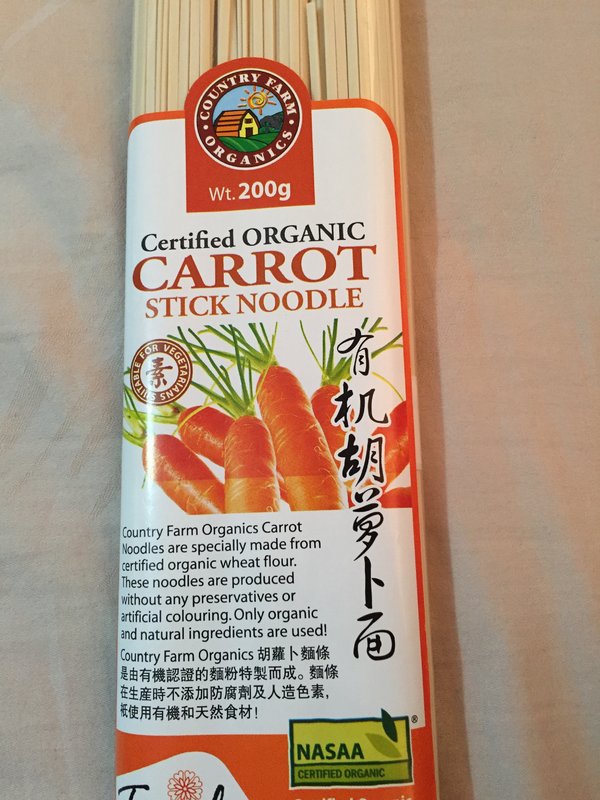 COUNTRY FARM
ORGANICS
Wt. 200g
Certified ORGANIC
CARROT
STICK NOODLE
SUITABLE FOR VEGETARIANS
素
有机胡萝卜面
Country Farm Organics Carrot
Noodles are specially made from
certified organic wheat flour.
These noodles are produced
without any preservatives or
artificial colouring. Only organic
and natural ingredients are used!
Country Farm Organics 胡蘿卜麵條
是由有機認證的麵粉特製而成。麵條
在生産時不添加防腐劑及人造色素，
衹使用有機和天然食材！
NASAA
®
CERTIFIED ORGANIC